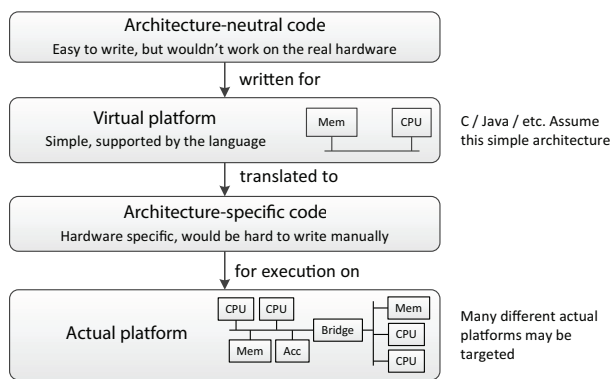 Architecture-neutral code
Easy to write, but wouldn't work on the real hardware
written for
Virtual platform
Simple, supported by the language
Mem
CPU
C / Java / etc. Assume
this simple architecture
translated to
Architecture-specific code
Hardware specific, would be hard to write manually
for execution on
Actual platform
CPU
CPU
Mem
Acc
Bridge
Mem
CPU
CPU
Many different actual
platforms may be
targeted